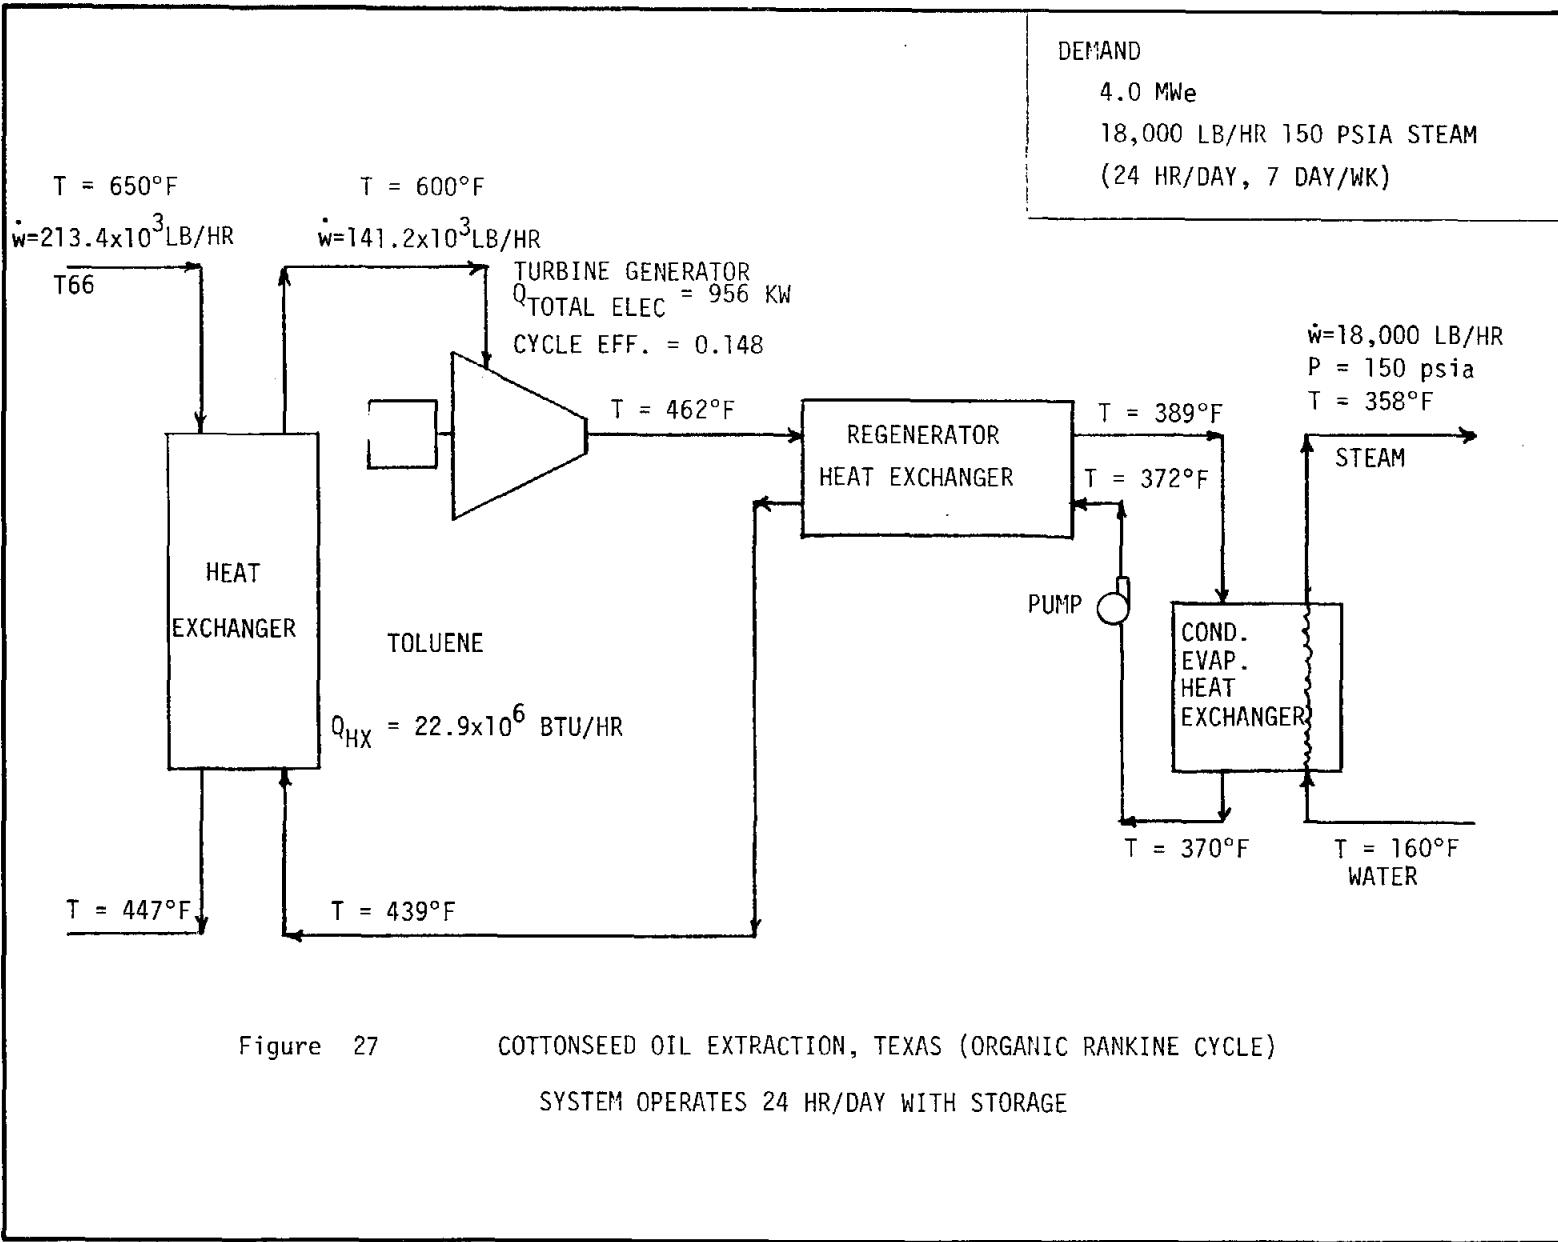 DEMAND
4.0 MWe
18,000 LB/HR 150 PSIA STEAM
(24 HR/DAY, 7 DAY/WK)
T = 650°F
ẇ=213.4x10³LB/HR
T66
T = 600°F
ẇ=141.2x10³LB/HR
TURBINE GENERATOR
Q_TOTAL ELEC = 956 KW
CYCLE EFF. = 0.148
T = 462°F
REGENERATOR
HEAT EXCHANGER
T = 389°F
T = 372°F
ẇ=18,000 LB/HR
P = 150 psia
T = 358°F
STEAM
HEAT
EXCHANGER
TOLUENE
Q_HX = 22.9x10⁶ BTU/HR
PUMP
COND.
EVAP.
HEAT
EXCHANGER
T = 370°F
T = 160°F
WATER
T = 447°F
T = 439°F
Figure 27 COTTONSEED OIL EXTRACTION, TEXAS (ORGANIC RANKINE CYCLE)
SYSTEM OPERATES 24 HR/DAY WITH STORAGE